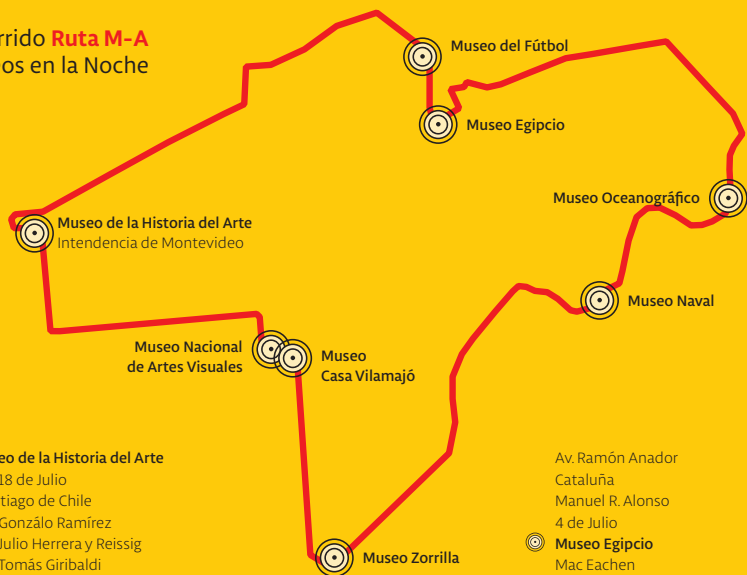 rrido Ruta M-A
os en la Noche
Museo del Fútbol
Museo Egipcio
Museo Oceanográfico
Museo de la Historia del Arte
Intendencia de Montevideo
Museo Naval
Museo Nacional
de Artes Visuales
Museo
Casa Vilamajó
Museo Zorrilla
eo de la Historia del Arte
18 de Julio
tiago de Chile
Gonzálo Ramírez
Julio Herrera y Reissig
Tomás Giribaldi
Av. Ramón Anador
Cataluña
Manuel R. Alonso
4 de Julio
Museo Egipcio
Mac Eachen